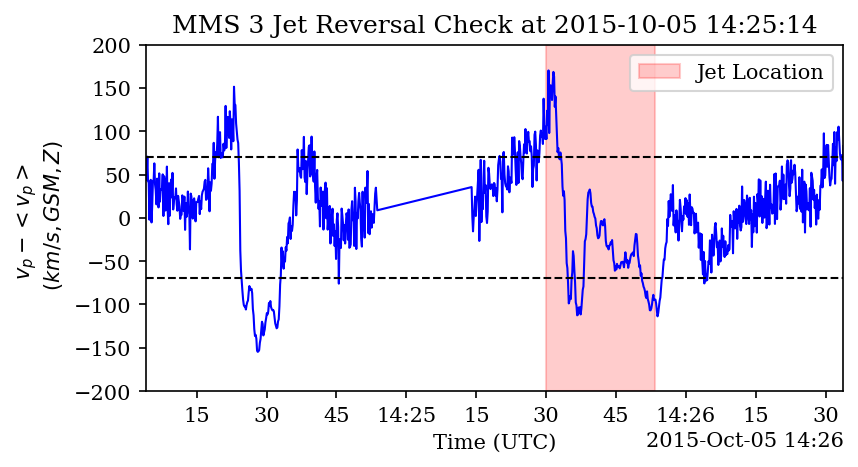 MMS 3 Jet Reversal Check at 2015-10-05 14:25:14
Jet Location
v_p − < v_p >
(km/s, GSM, Z)
200
150
100
50
0
−50
−100
−150
−200
15 30 45 14:25 15 30 45 14:26 15 30
Time (UTC)
2015-Oct-05 14:26